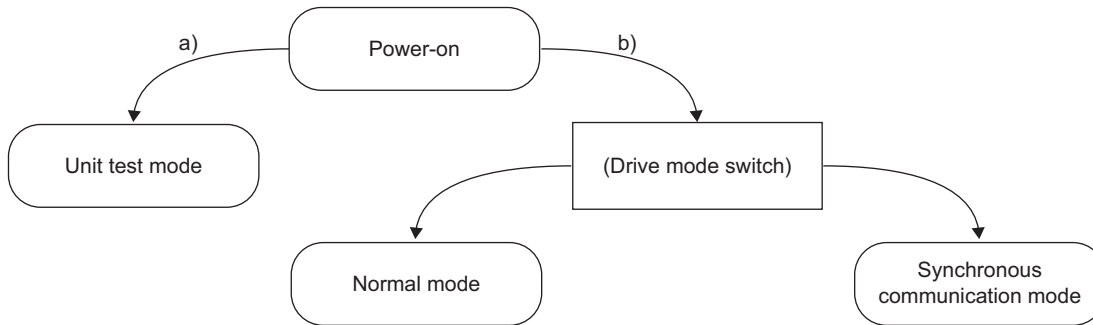 a)
Power-on
b)
Unit test mode
(Drive mode switch)
Normal mode
Synchronous
communication mode